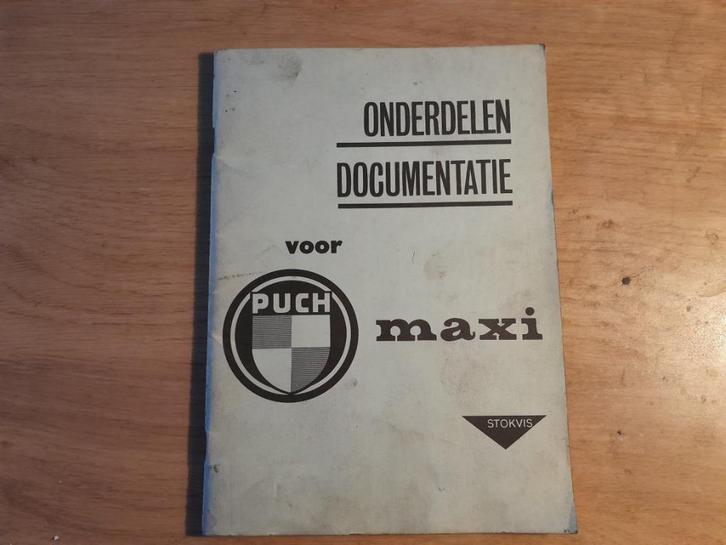 ONDERDELEN
DOCUMENTATIE
voor
PUCH
maxi
STOKVIS